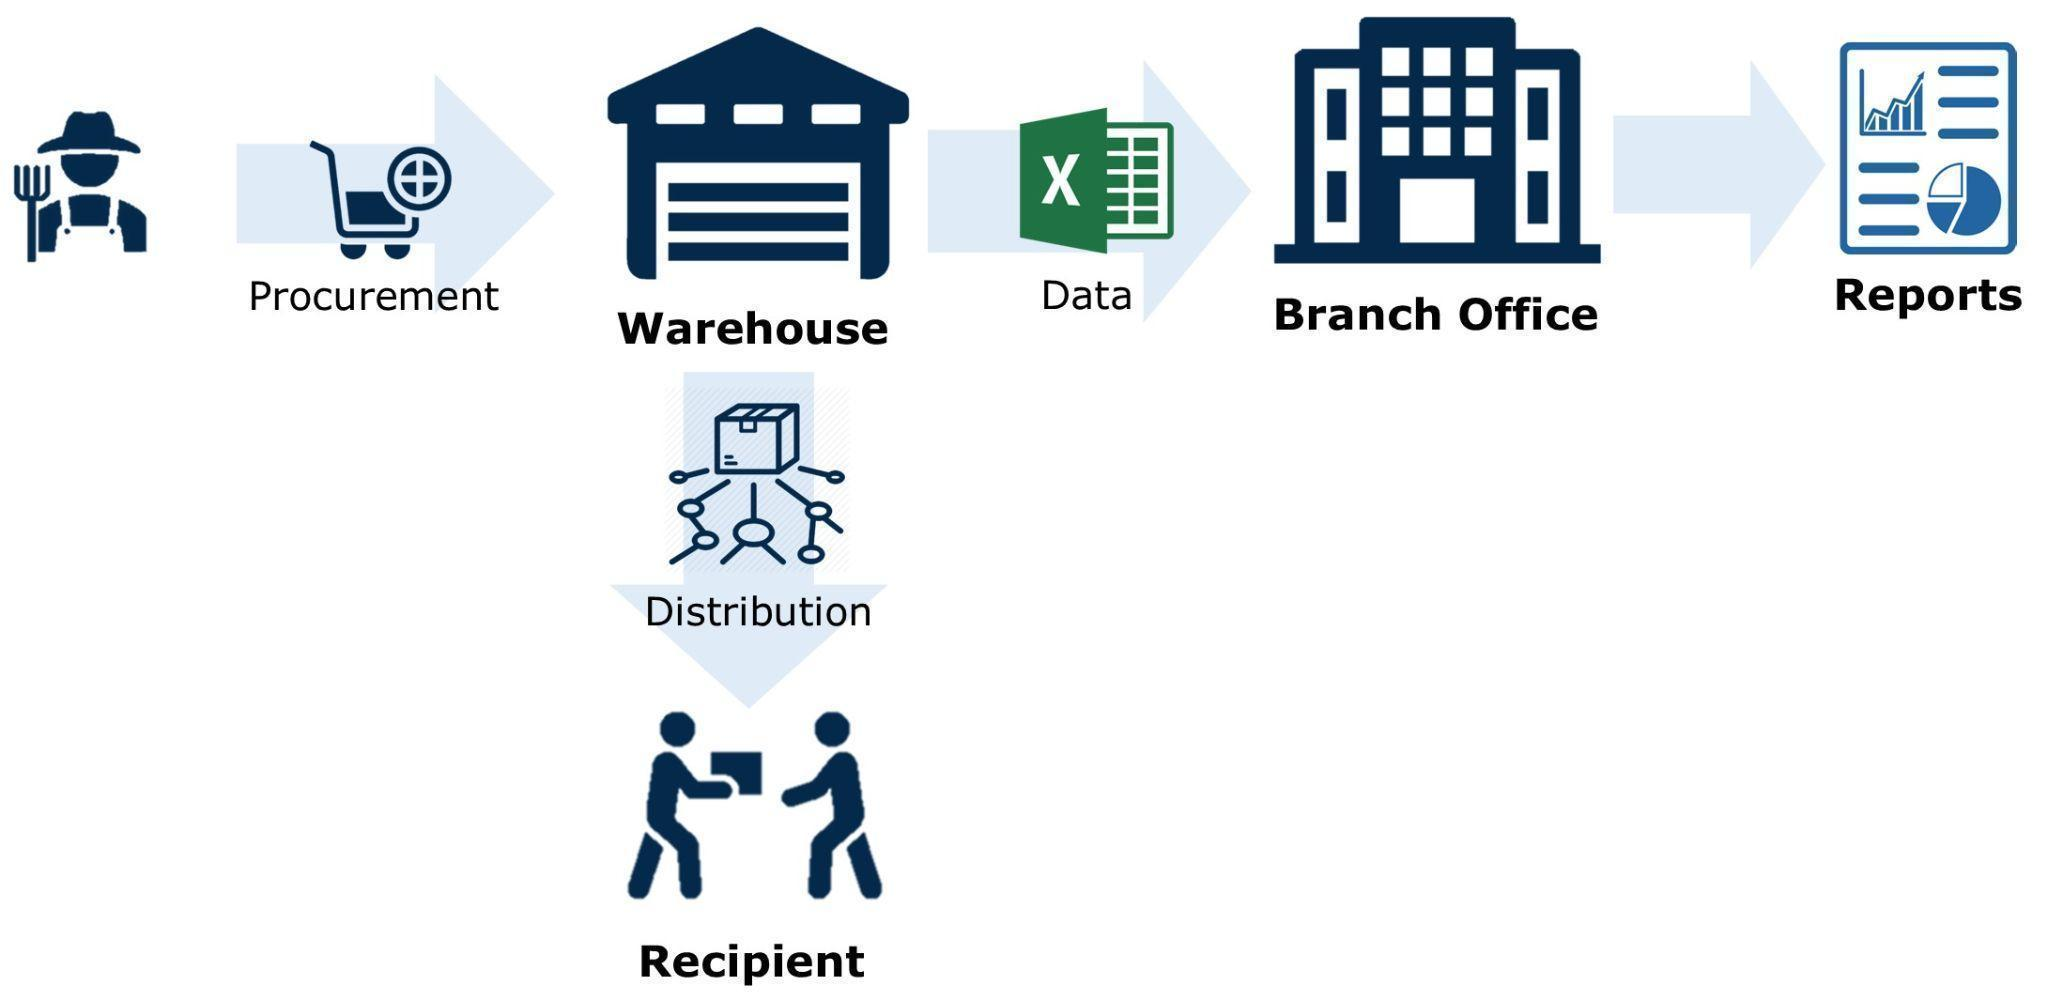 Procurement
Warehouse
X
Data
Branch Office
Reports
Distribution
Recipient